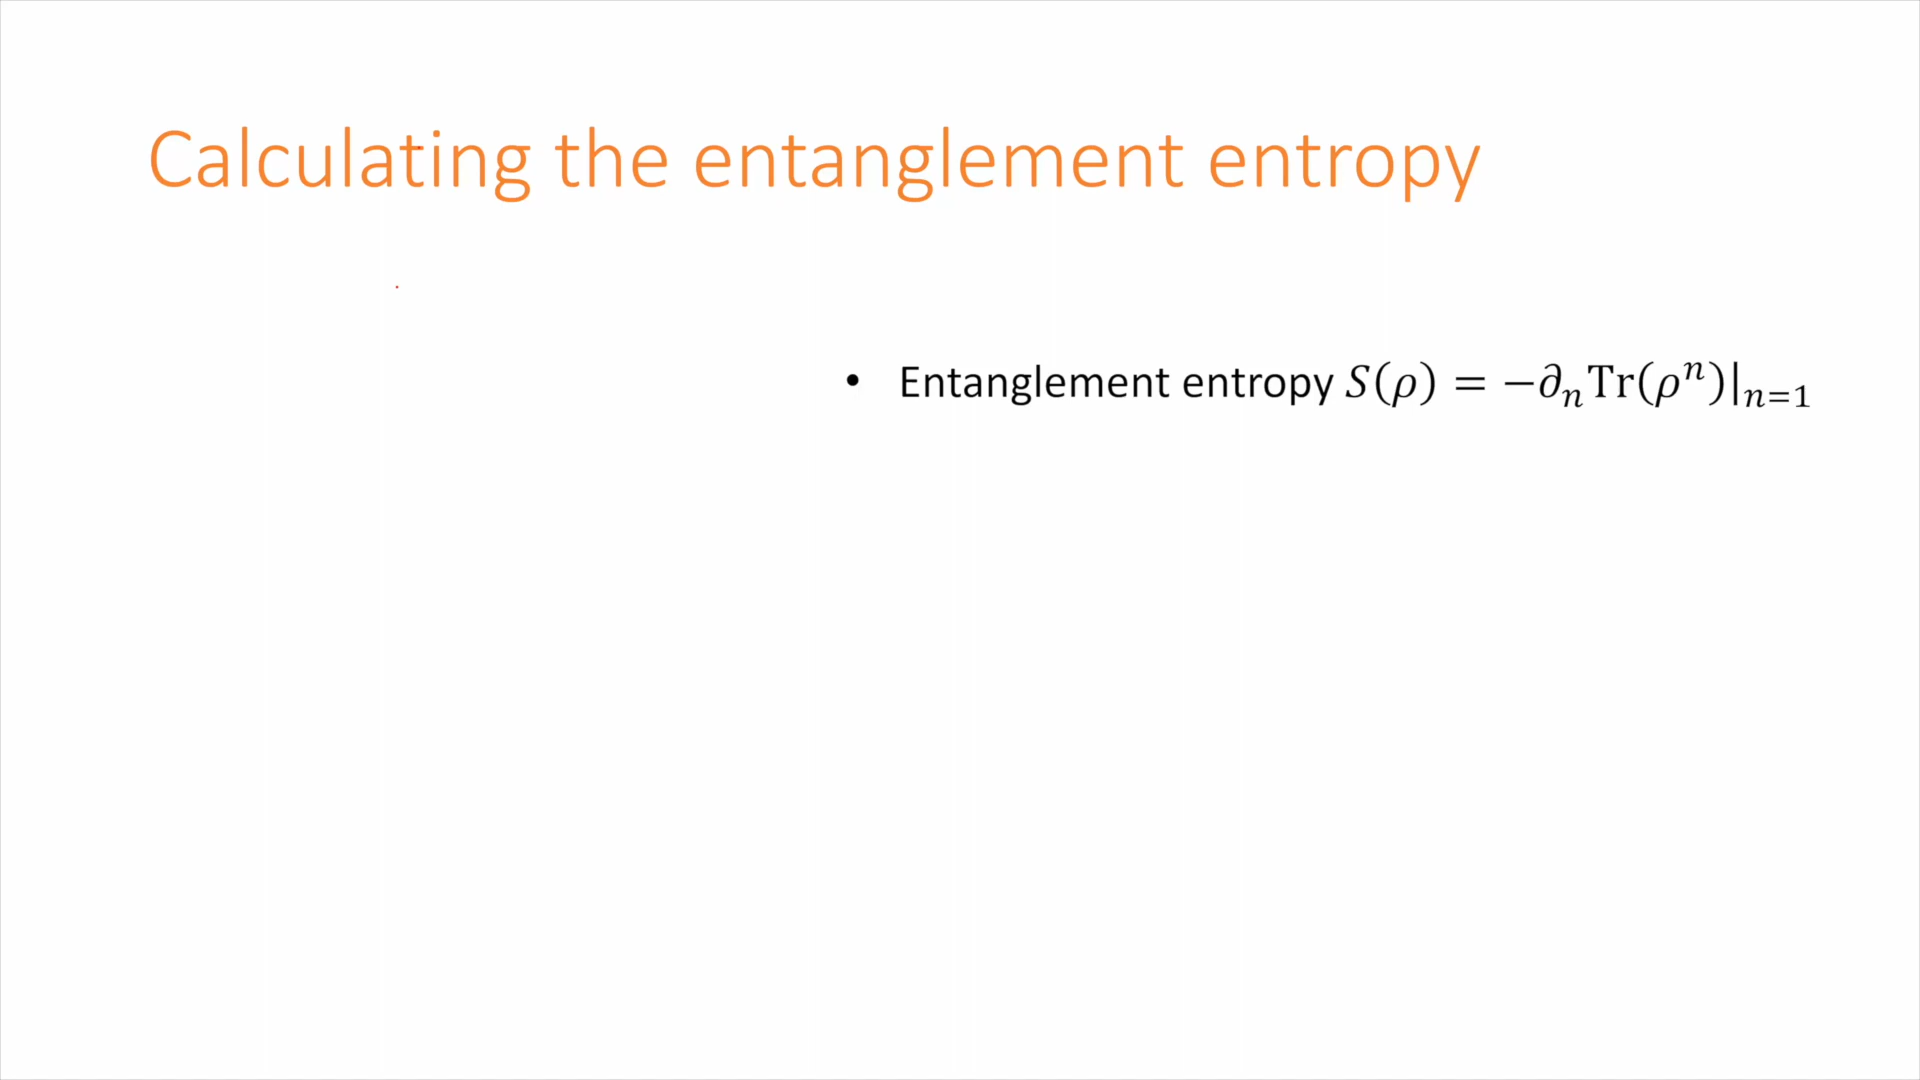 Calculating the entanglement entropy
• Entanglement entropy 𝑆(𝜌) = −∂ₙTr(𝜌ⁿ)|ₙ₌₁